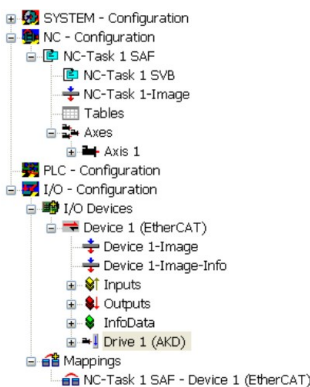 SYSTEM - Configuration
NC - Configuration
NC-Task 1 SAF
NC-Task 1 SVB
NC-Task 1-Image
Tables
Axes
Axis 1
PLC - Configuration
I/O - Configuration
I/O Devices
Device 1 (EtherCAT)
Device 1-Image
Device 1-Image-Info
Inputs
Outputs
InfoData
Drive 1 (AKD)
Mappings
NC-Task 1 SAF - Device 1 (EtherCAT)